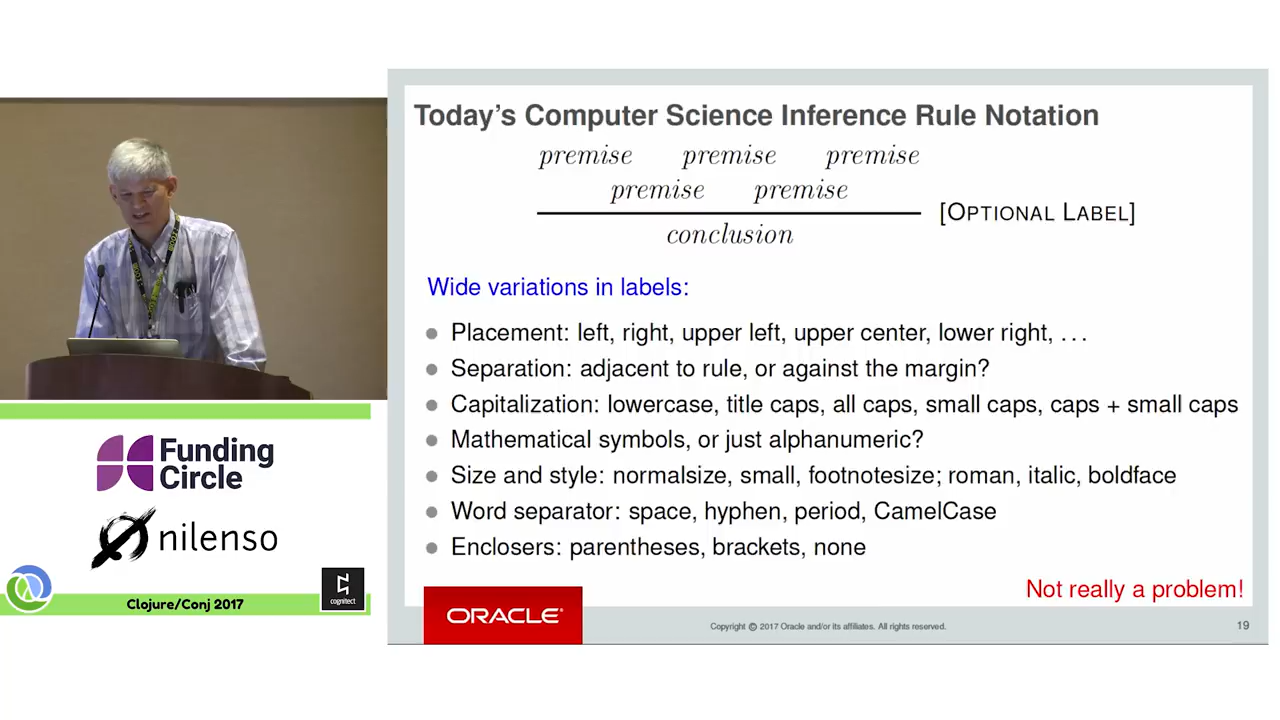 Today's Computer Science Inference Rule Notation
premise premise premise
premise premise
[OPTIONAL LABEL]
conclusion
Wide variations in labels:
● Placement: left, right, upper left, upper center, lower right, . . .
● Separation: adjacent to rule, or against the margin?
● Capitalization: lowercase, title caps, all caps, small caps, caps + small caps
● Mathematical symbols, or just alphanumeric?
● Size and style: normalsize, small, footnotesize; roman, italic, boldface
● Word separator: space, hyphen, period, CamelCase
● Enclosers: parentheses, brackets, none
Not really a problem!
ORACLE®
Copyright © 2017 Oracle and/or its affiliates. All rights reserved.
19
Funding
Circle
nilenso
Clojure/Conj 2017
cognitect